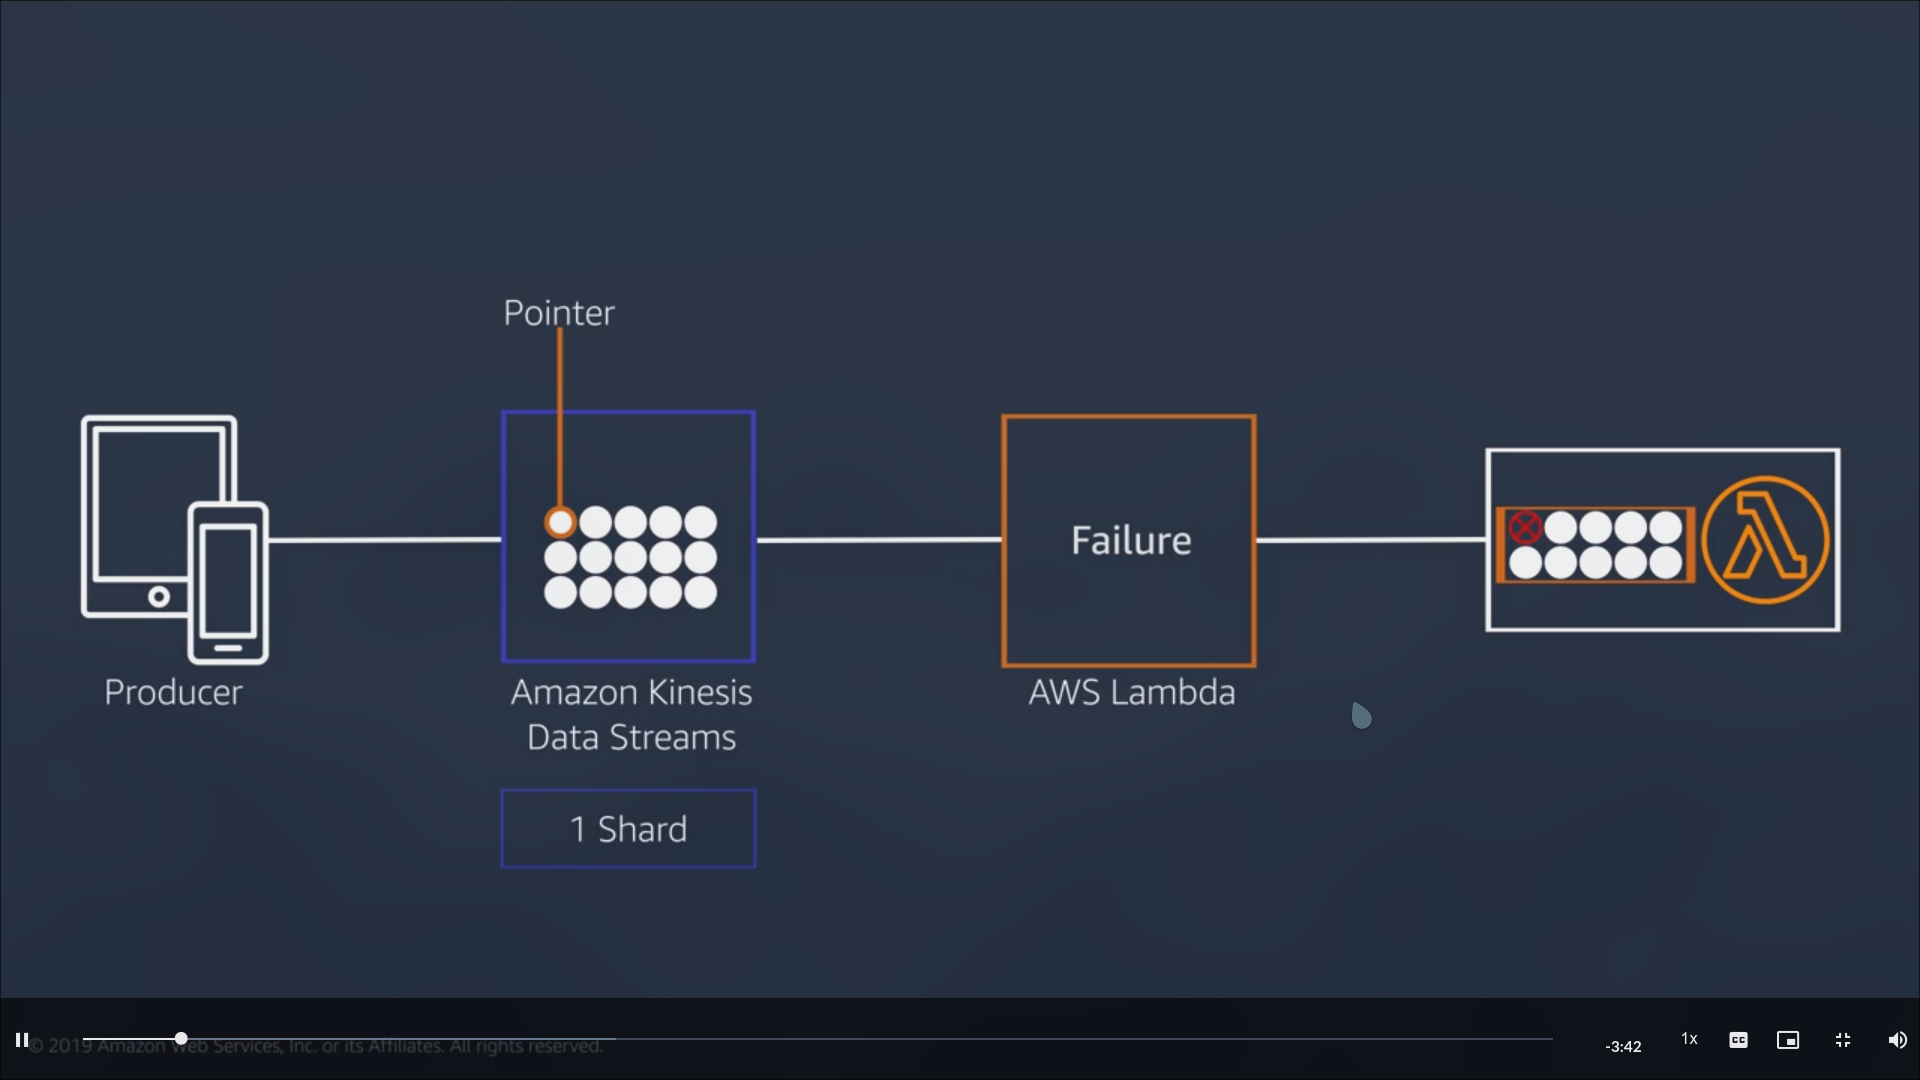 Pointer
Failure
Producer
Amazon Kinesis
Data Streams
AWS Lambda
1 Shard
© 2019 Amazon Web Services, Inc. or its Affiliates. All rights reserved.
-3:42
1x
CC